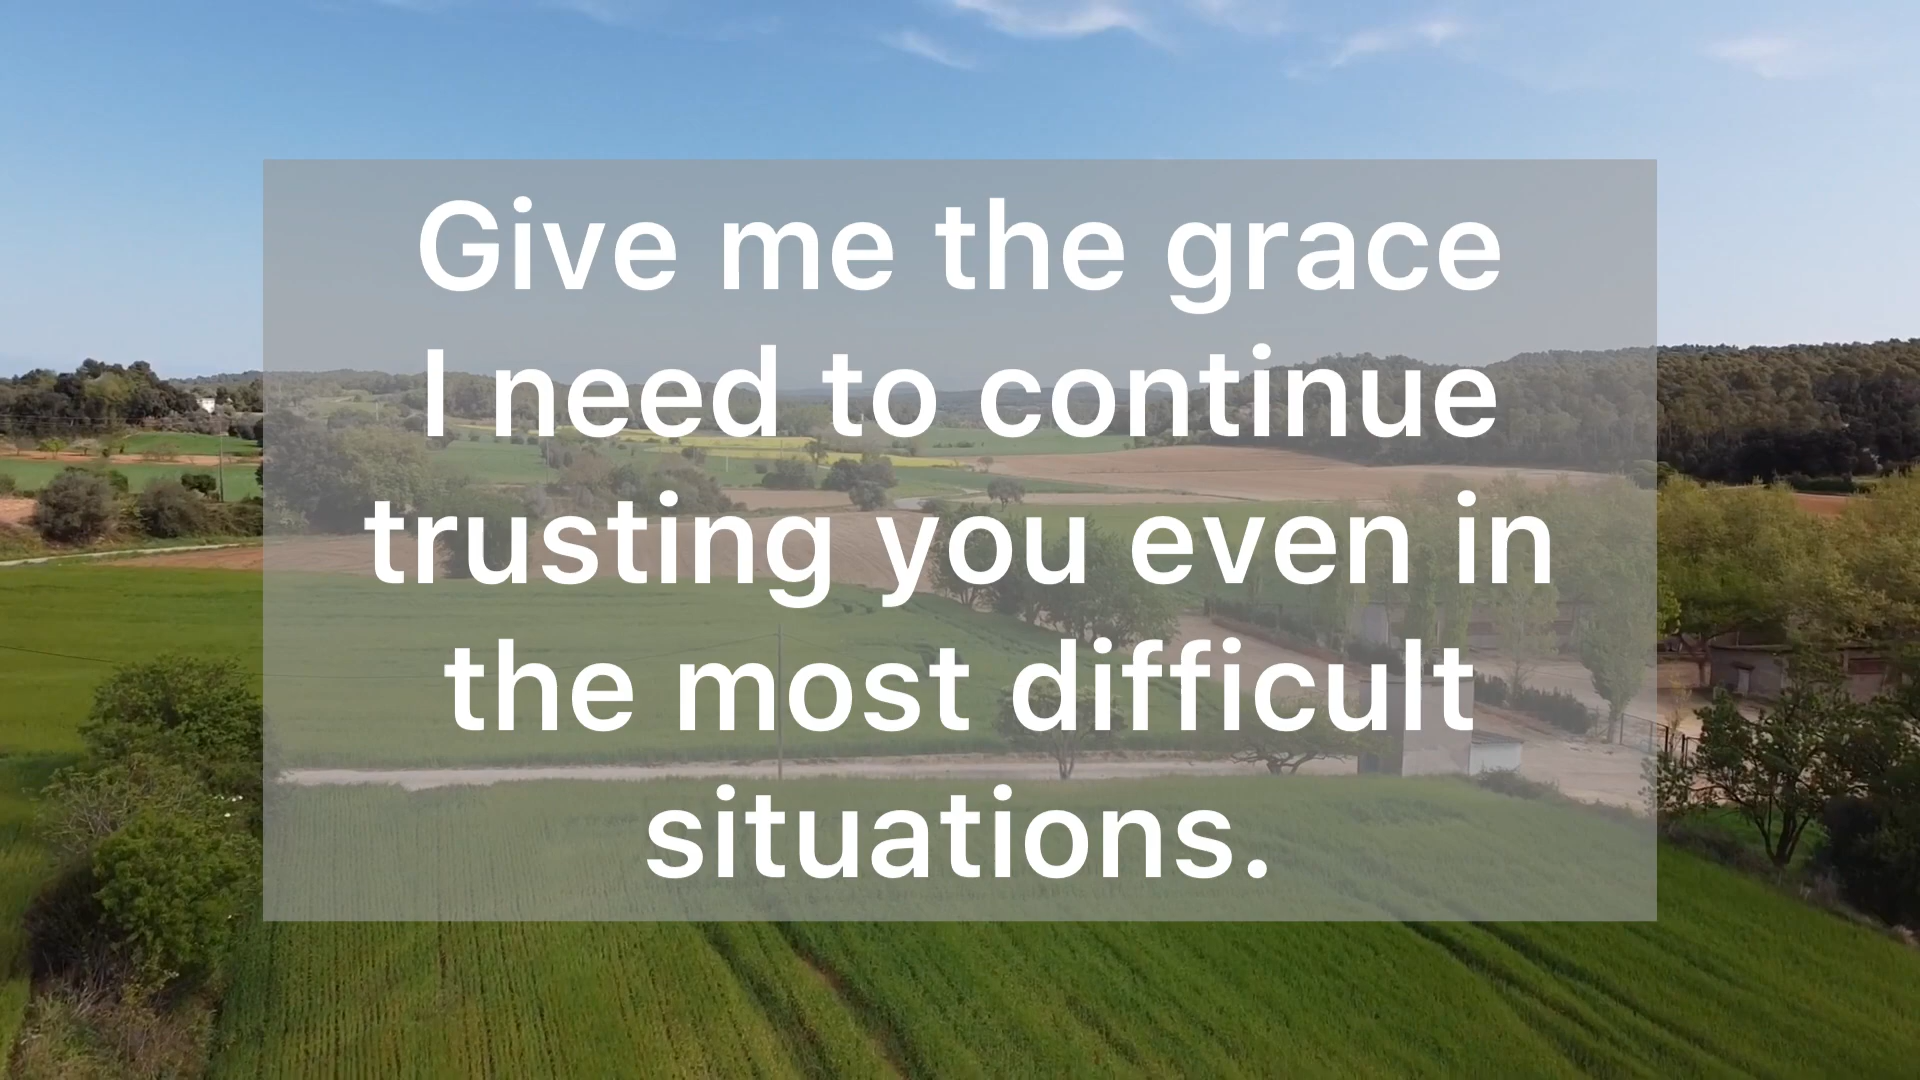 Give me the grace
I need to continue
trusting you even in
the most difficult
situations.